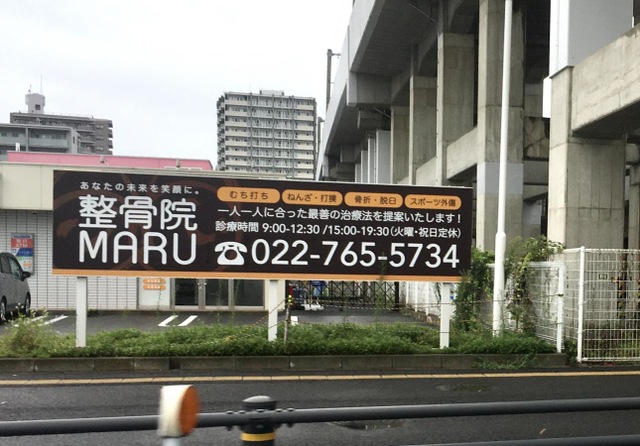 あなたの未来を笑顔に。
整骨院
MARU
むち打ち ねんざ・打撲 骨折・脱臼 スポーツ外傷
一人一人に合った最善の治療法を提案いたします！
診療時間 9:00-12:30 /15:00-19:30(火曜・祝日定休)
☎022-765-5734